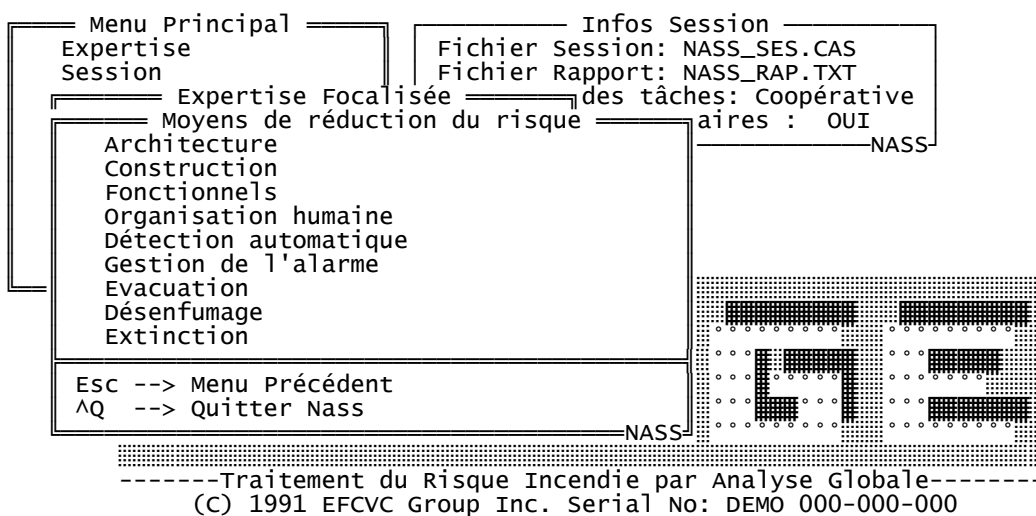 Menu Principal
Infos Session
Expertise
Fichier Session: NASS_SES.CAS
Session
Fichier Rapport: NASS_RAP.TXT
Expertise Focalisée
des tâches: Coopérative
Moyens de réduction du risque
aires : OUI
Architecture
NASS
Construction
Fonctionnels
Organisation humaine
Détection automatique
Gestion de l'alarme
Evacuation
Désenfumage
Extinction
Esc --> Menu Précédent
^Q --> Quitter Nass
NASS
-------Traitement du Risque Incendie par Analyse Globale-------
(C) 1991 EFCVC Group Inc. Serial No: DEMO 000-000-000